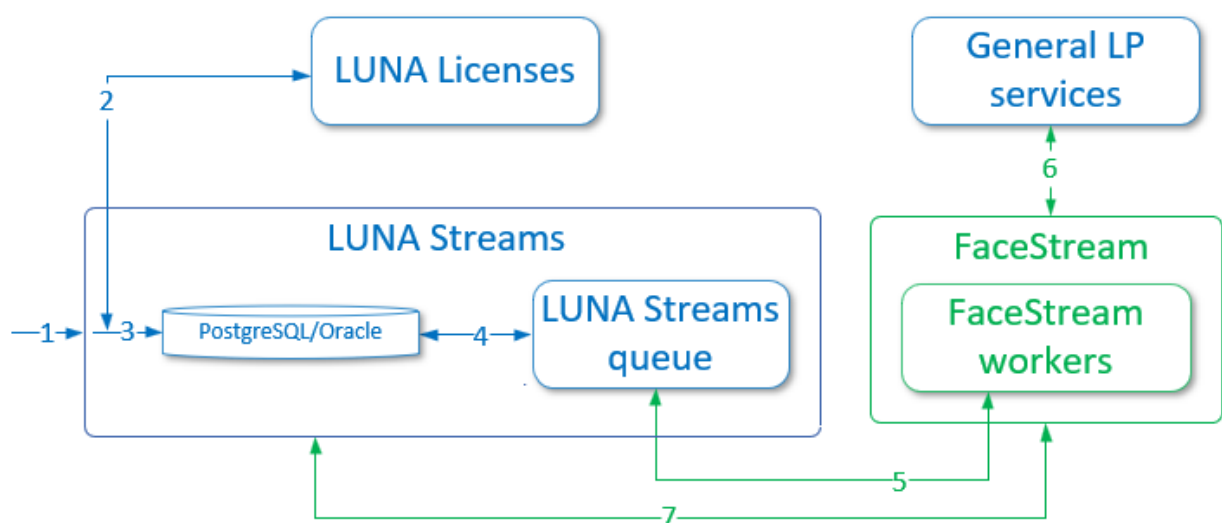 LUNA Licenses
General LP
services
2
6
LUNA Streams
FaceStream
1
3
PostgreSQL/Oracle
4
LUNA Streams
queue
FaceStream
workers
5
7